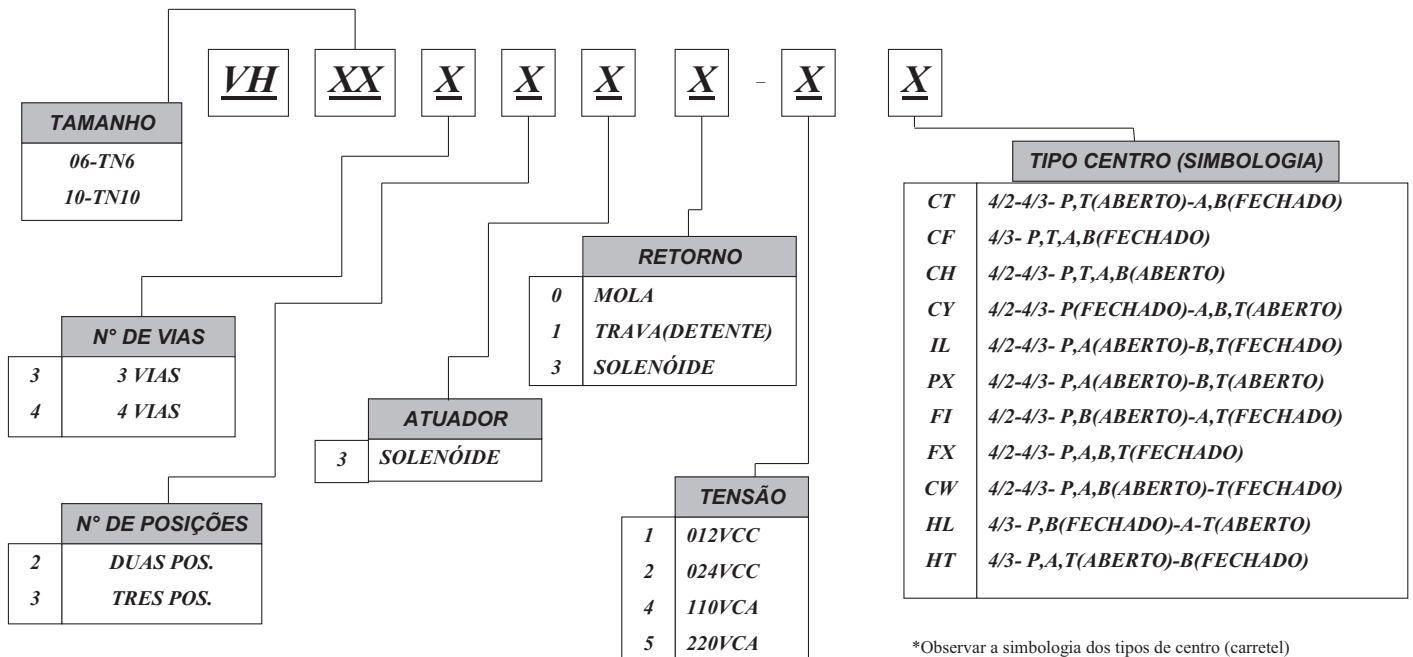 VH XX X X X X - X X
TAMANHO
06-TN6
10-TN10
N° DE VIAS
3 3 VIAS
4 4 VIAS
N° DE POSIÇÕES
2 DUAS POS.
3 TRES POS.
ATUADOR
3 SOLENÓIDE
RETORNO
0 MOLA
1 TRAVA(DETENTE)
3 SOLENÓIDE
TENSÃO
1 012VCC
2 024VCC
4 110VCA
5 220VCA
TIPO CENTRO (SIMBOLOGIA)
CT 4/2-4/3- P,T(ABERTO)-A,B(FECHADO)
CF 4/3- P,T,A,B(FECHADO)
CH 4/2-4/3- P,T,A,B(ABERTO)
CY 4/2-4/3- P(FECHADO)-A,B,T(ABERTO)
IL 4/2-4/3- P,A(ABERTO)-B,T(FECHADO)
PX 4/2-4/3- P,A(ABERTO)-B,T(ABERTO)
FI 4/2-4/3- P,B(ABERTO)-A,T(FECHADO)
FX 4/2-4/3- P,A,B,T(FECHADO)
CW 4/2-4/3- P,A,B(ABERTO)-T(FECHADO)
HL 4/3- P,B(FECHADO)-A-T(ABERTO)
HT 4/3- P,A,T(ABERTO)-B(FECHADO)
*Observar a simbologia dos tipos de centro (carretel)